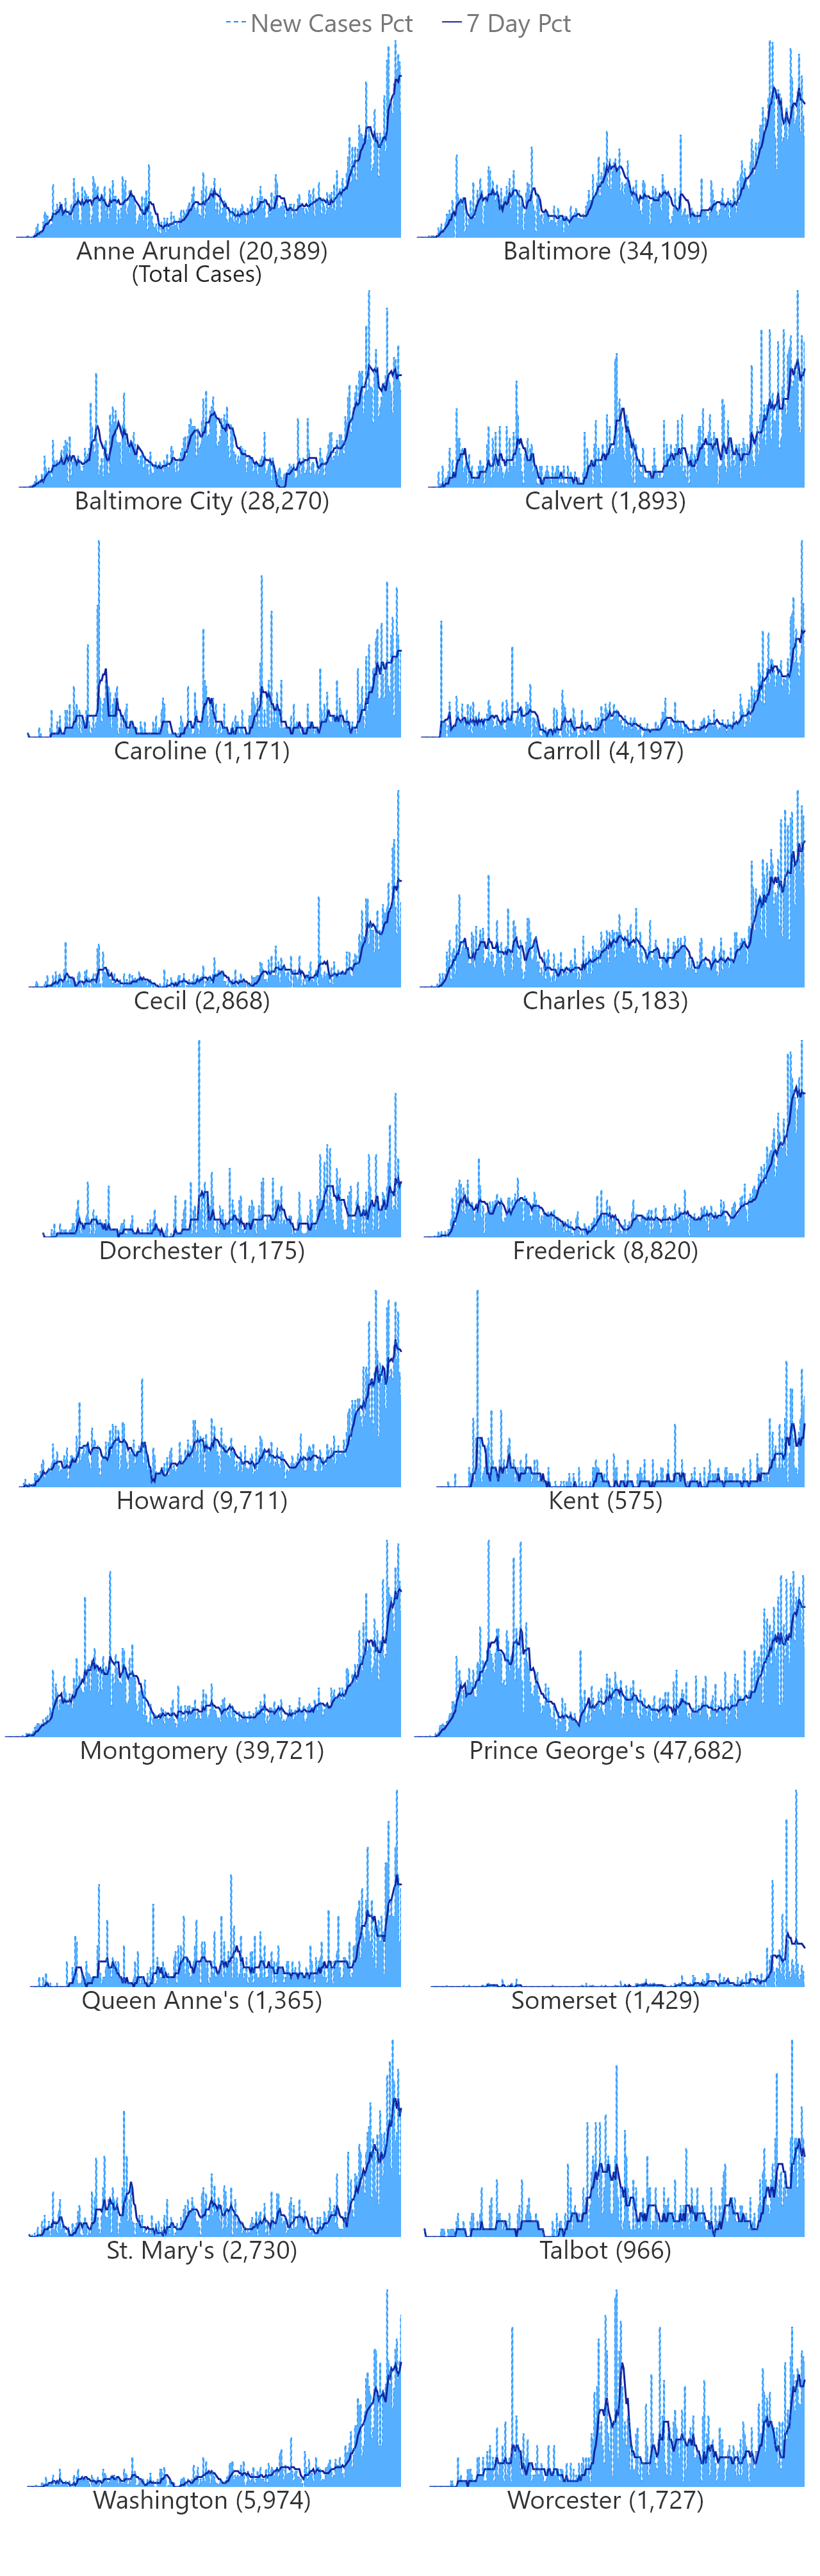 New Cases Pct 7 Day Pct
Anne Arundel (20,389) Baltimore (34,109)
(Total Cases)
Baltimore City (28,270) Calvert (1,893)
Caroline (1,171) Carroll (4,197)
Cecil (2,868) Charles (5,183)
Dorchester (1,175) Frederick (8,820)
Howard (9,711) Kent (575)
Montgomery (39,721) Prince George's (47,682)
Queen Anne's (1,365) Somerset (1,429)
St. Mary's (2,730) Talbot (966)
Washington (5,974) Worcester (1,727)